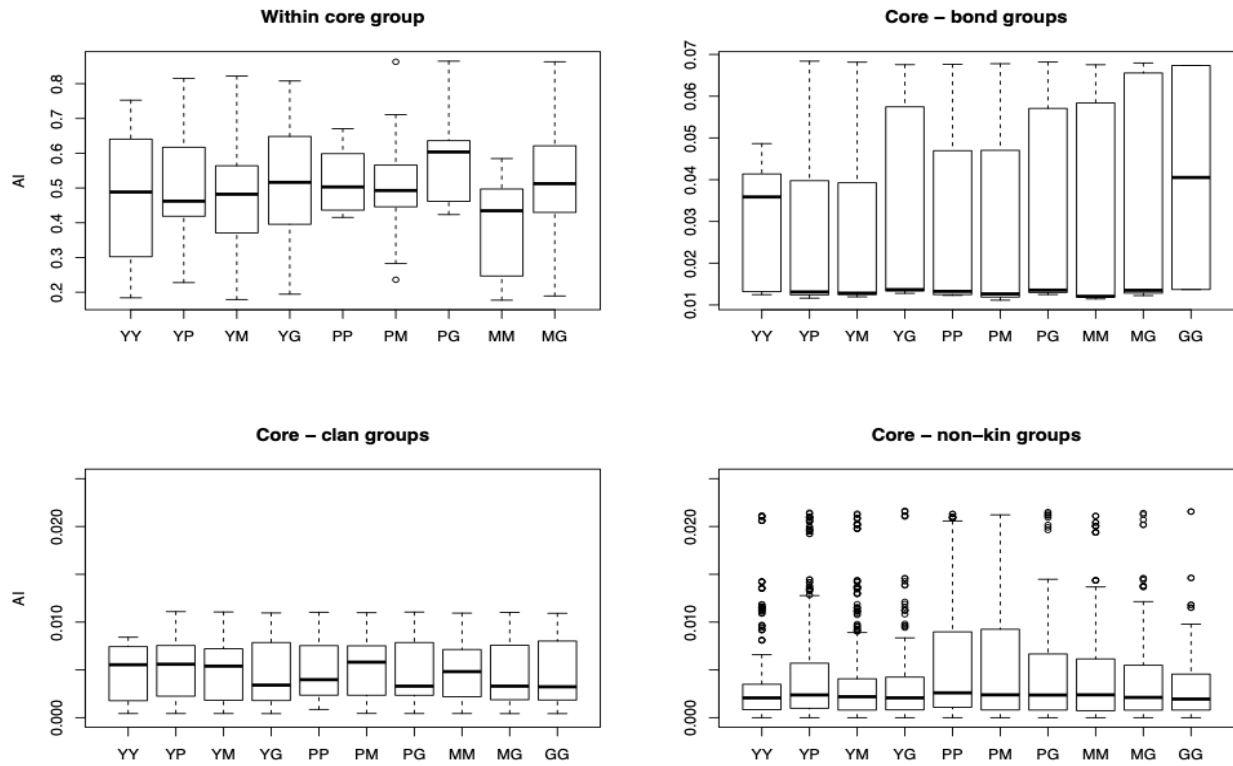 Within core group
AI
0.2 0.3 0.4 0.5 0.6 0.7 0.8
YY YP YM YG PP PM PG MM MG
Core – bond groups
0.01 0.02 0.03 0.04 0.05 0.06 0.07
YY YP YM YG PP PM PG MM MG GG
Core – clan groups
AI
0.000 0.010 0.020
YY YP YM YG PP PM PG MM MG GG
Core – non–kin groups
0.000 0.010 0.020
YY YP YM YG PP PM PG MM MG GG